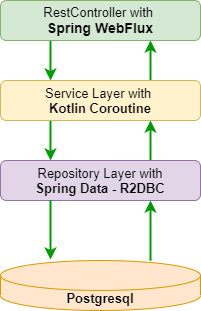 RestController with
Spring WebFlux
Service Layer with
Kotlin Coroutine
Repository Layer with
Spring Data - R2DBC
Postgresql